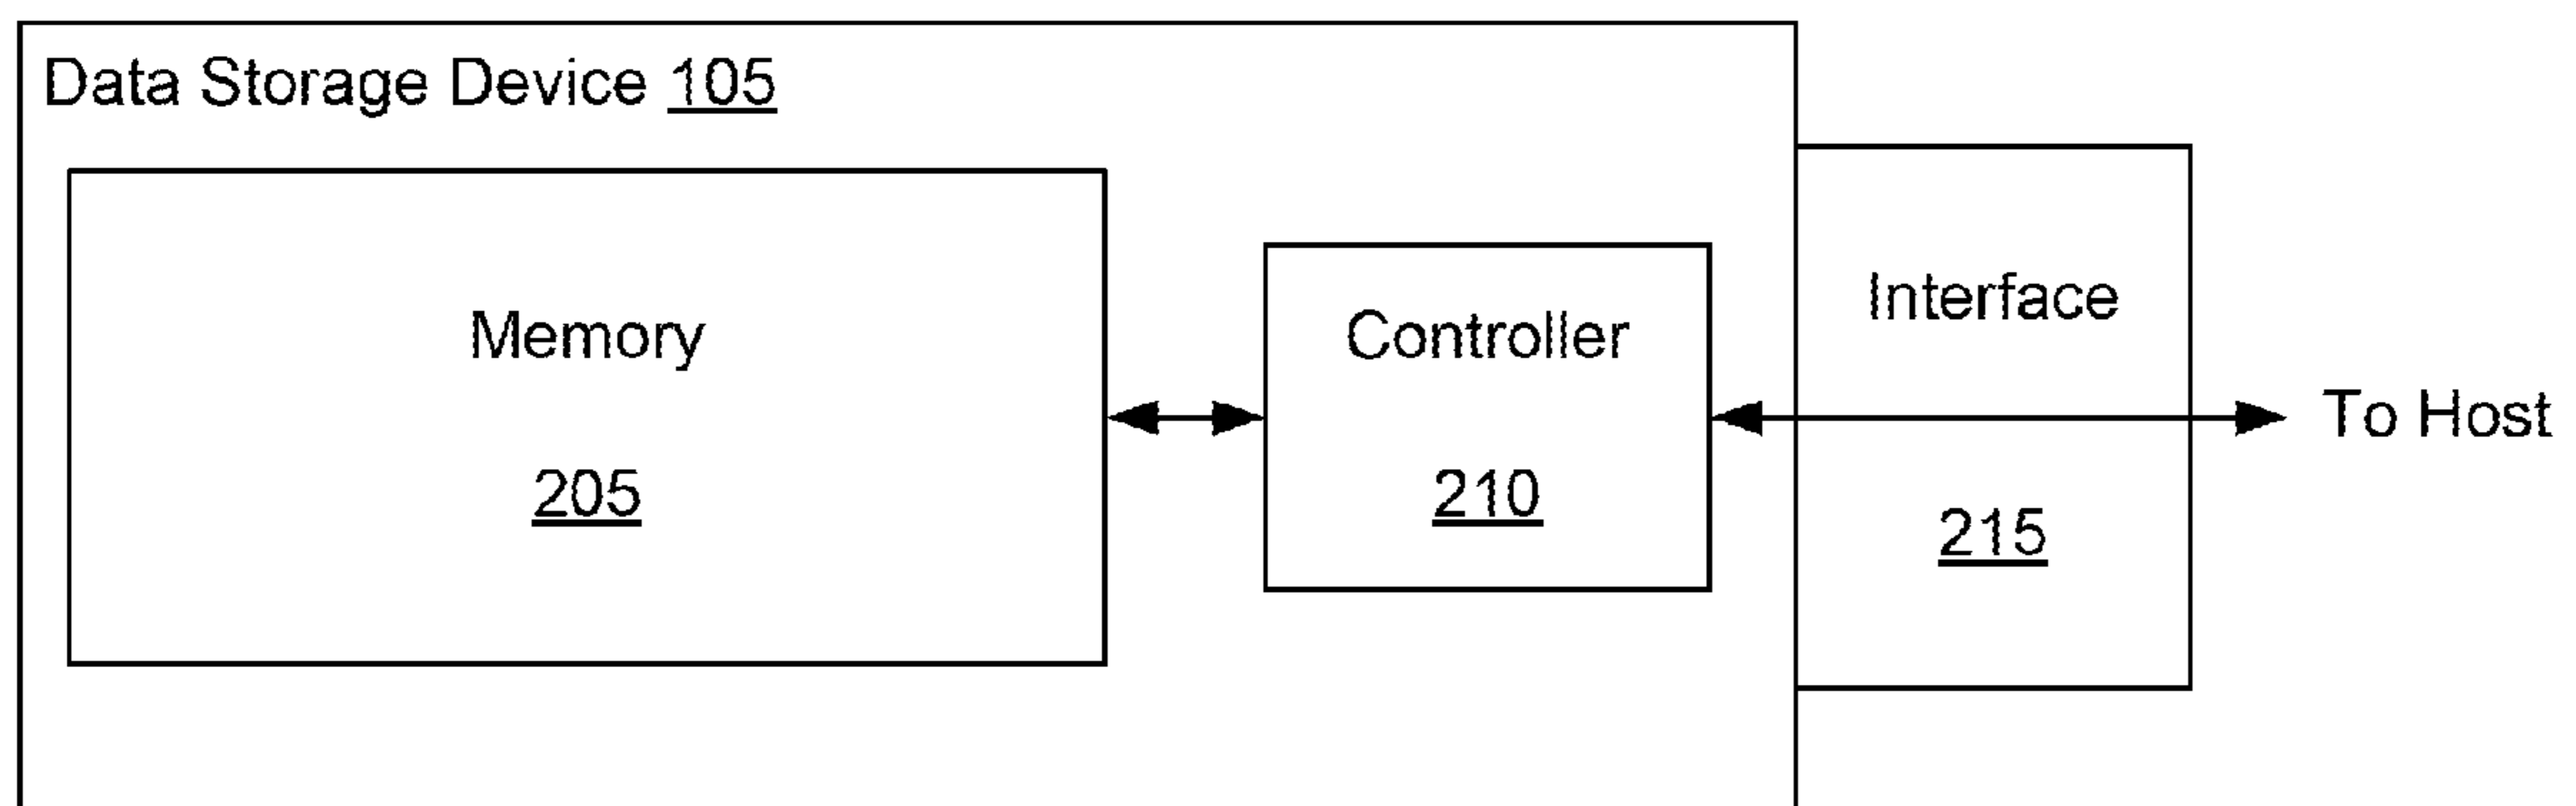 Data Storage Device 105
Memory
205
Controller
210
Interface
215
To Host